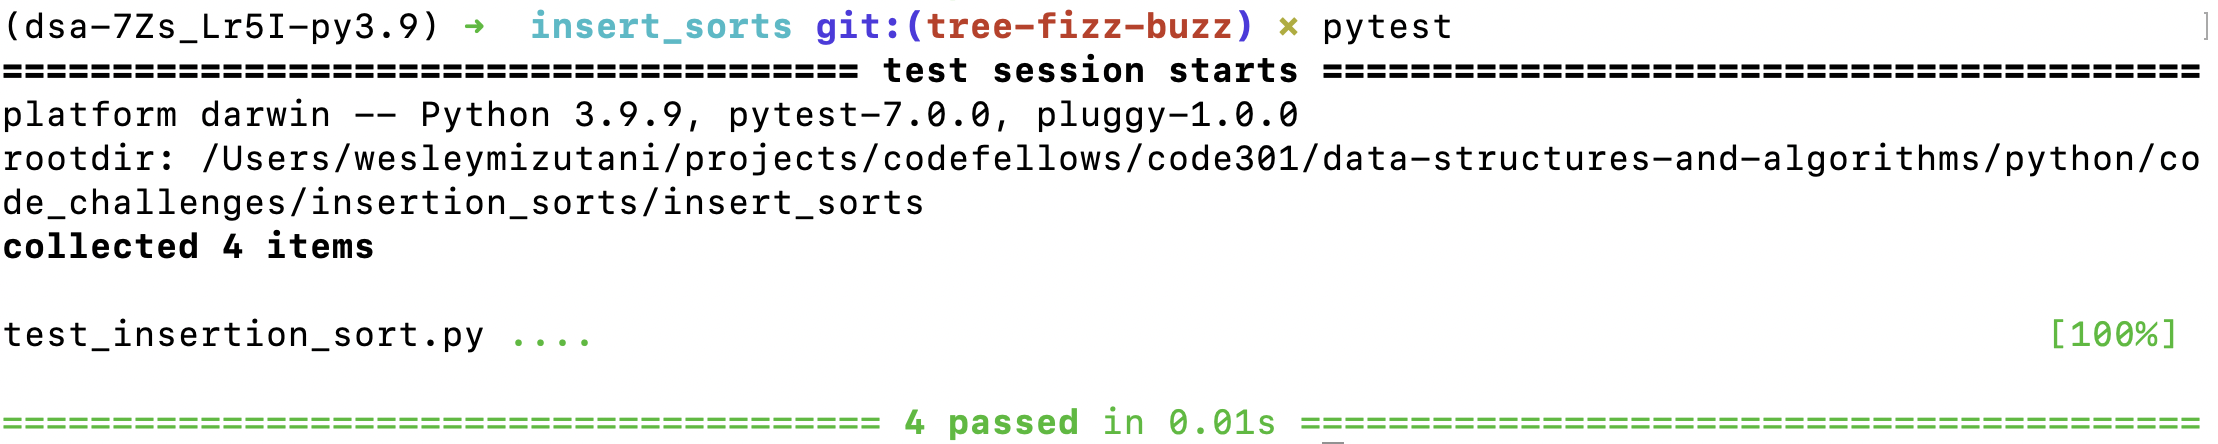 (dsa-7Zs_Lr5I-py3.9) ➜  insert_sorts git:(tree-fizz-buzz) ✗ pytest ]
======================================= test session starts ========================================
platform darwin -- Python 3.9.9, pytest-7.0.0, pluggy-1.0.0
rootdir: /Users/wesleymizutani/projects/codefellows/code301/data-structures-and-algorithms/python/co
de_challenges/insertion_sorts/insert_sorts
collected 4 items
test_insertion_sort.py .... [100%]
======================================== 4 passed in 0.01s =========================================